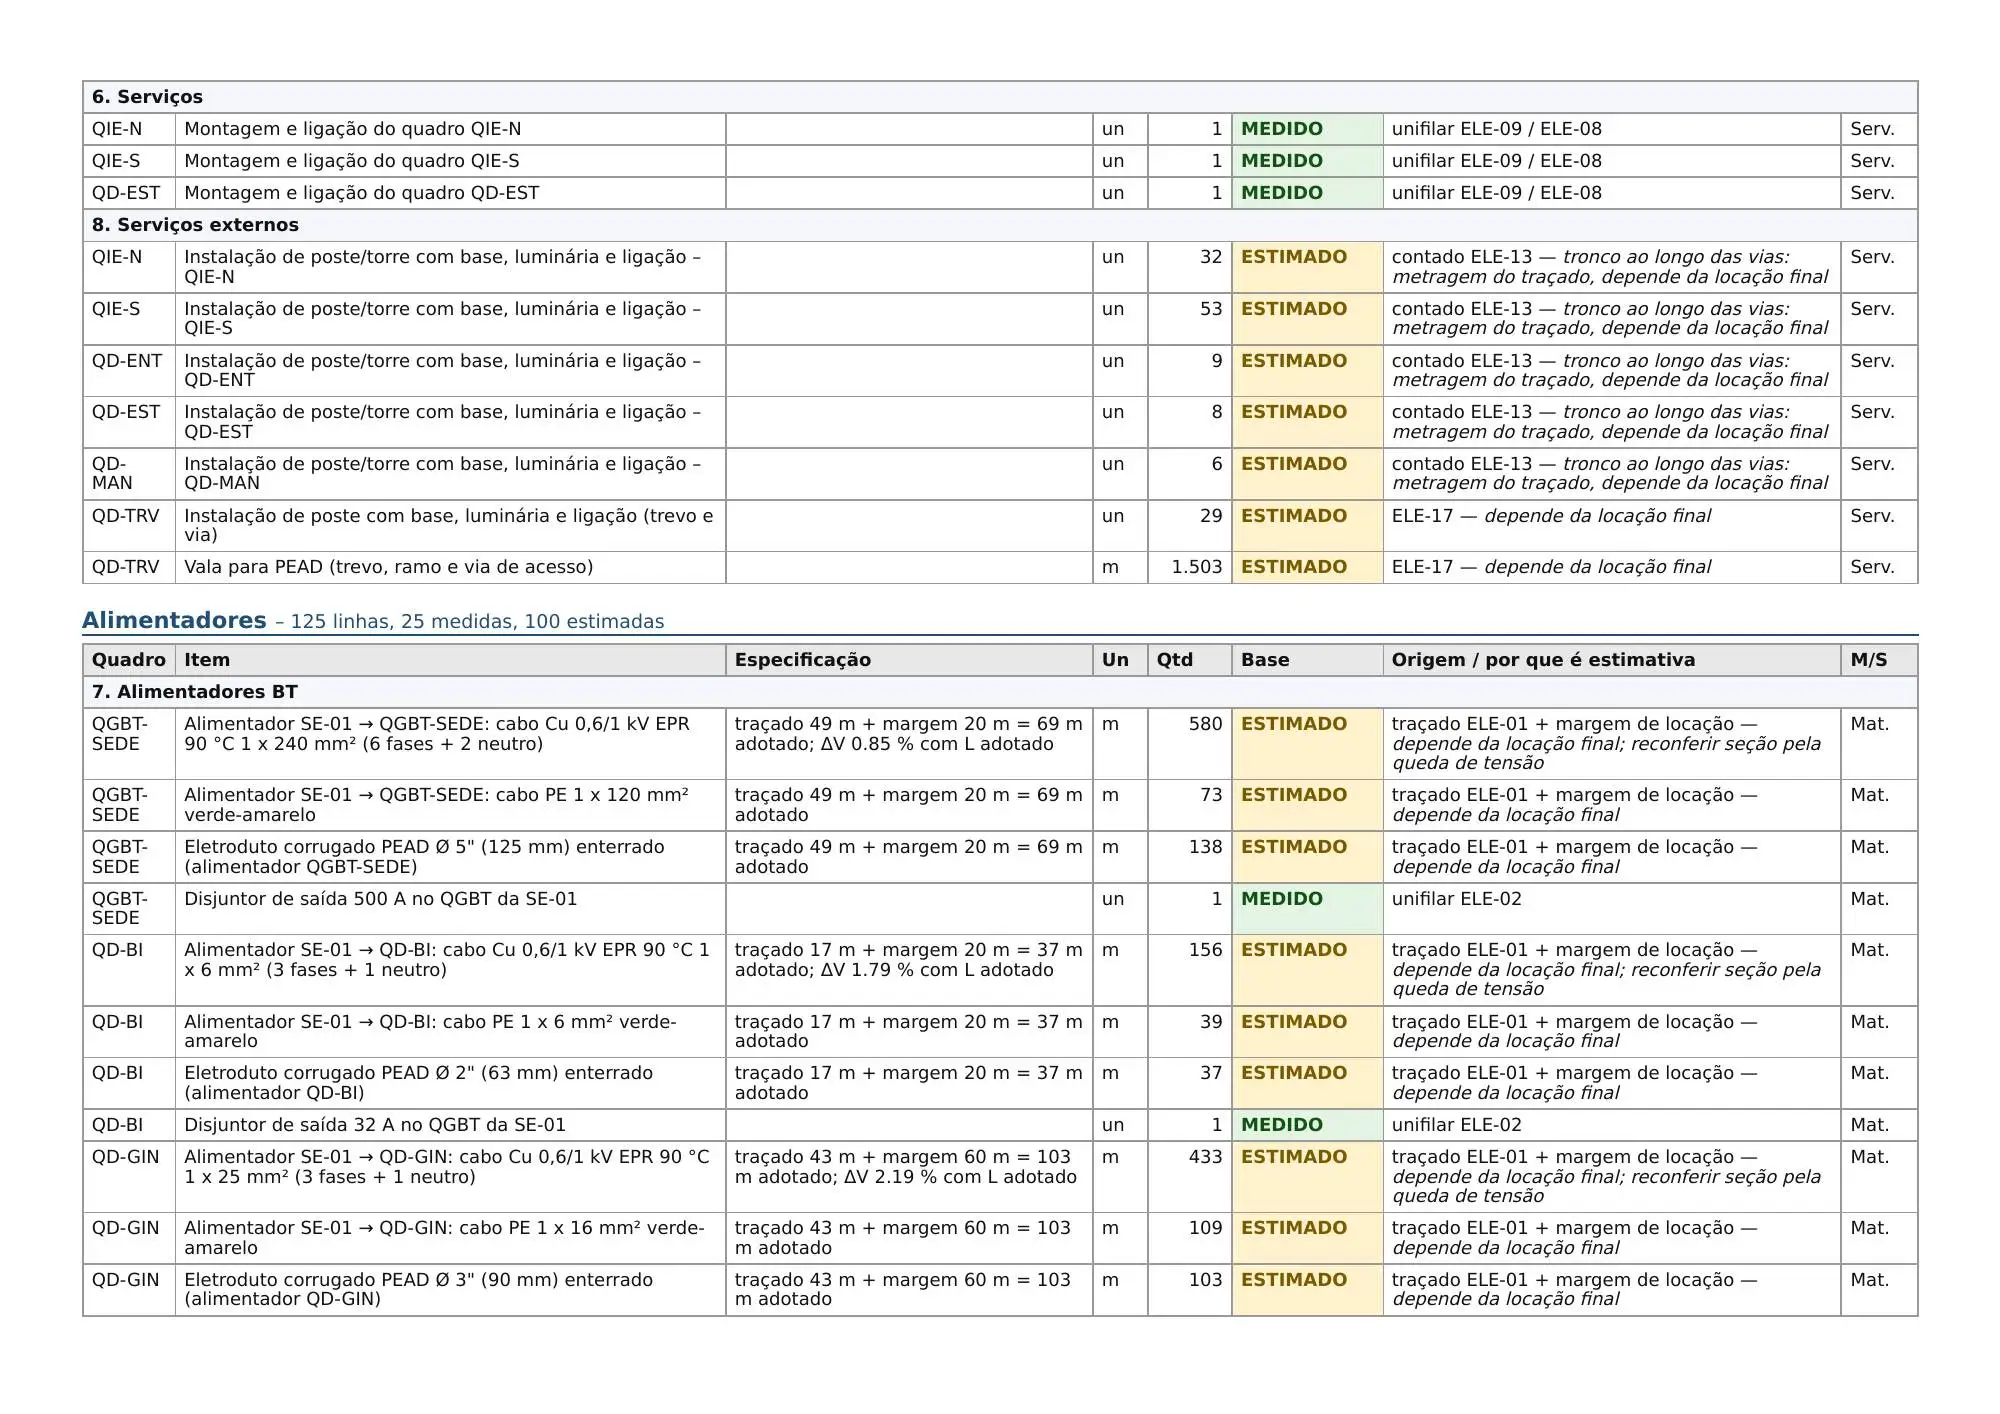 6. Serviços
QIE-N Montagem e ligação do quadro QIE-N un 1 MEDIDO unifilar ELE-09 / ELE-08 Serv.
QIE-S Montagem e ligação do quadro QIE-S un 1 MEDIDO unifilar ELE-09 / ELE-08 Serv.
QD-EST Montagem e ligação do quadro QD-EST un 1 MEDIDO unifilar ELE-09 / ELE-08 Serv.
8. Serviços externos
QIE-N Instalação de poste/torre com base, luminária e ligação – un 32 ESTIMADO contado ELE-13 — tronco ao longo das vias: Serv.
QIE-N metragem do traçado, depende da locação final
QIE-S Instalação de poste/torre com base, luminária e ligação – un 53 ESTIMADO contado ELE-13 — tronco ao longo das vias: Serv.
QIE-S metragem do traçado, depende da locação final
QD-ENT Instalação de poste/torre com base, luminária e ligação – un 9 ESTIMADO contado ELE-13 — tronco ao longo das vias: Serv.
QD-ENT metragem do traçado, depende da locação final
QD-EST Instalação de poste/torre com base, luminária e ligação – un 8 ESTIMADO contado ELE-13 — tronco ao longo das vias: Serv.
QD-EST metragem do traçado, depende da locação final
QD- Instalação de poste/torre com base, luminária e ligação – un 6 ESTIMADO contado ELE-13 — tronco ao longo das vias: Serv.
MAN QD-MAN metragem do traçado, depende da locação final
QD-TRV Instalação de poste com base, luminária e ligação (trevo e un 29 ESTIMADO ELE-17 — depende da locação final Serv.
via)
QD-TRV Vala para PEAD (trevo, ramo e via de acesso) m 1.503 ESTIMADO ELE-17 — depende da locação final Serv.
Alimentadores – 125 linhas, 25 medidas, 100 estimadas
Quadro Item Especificação Un Qtd Base Origem / por que é estimativa M/S
7. Alimentadores BT
QGBT- Alimentador SE-01 → QGBT-SEDE: cabo Cu 0,6/1 kV EPR traçado 49 m + margem 20 m = 69 m m 580 ESTIMADO traçado ELE-01 + margem de locação — Mat.
SEDE 90 °C 1 x 240 mm² (6 fases + 2 neutro) adotado; ΔV 0.85 % com L adotado depende da locação final; reconferir seção pela
queda de tensão
QGBT- Alimentador SE-01 → QGBT-SEDE: cabo PE 1 x 120 mm² traçado 49 m + margem 20 m = 69 m m 73 ESTIMADO traçado ELE-01 + margem de locação — Mat.
SEDE verde-amarelo adotado depende da locação final
QGBT- Eletroduto corrugado PEAD Ø 5" (125 mm) enterrado traçado 49 m + margem 20 m = 69 m m 138 ESTIMADO traçado ELE-01 + margem de locação — Mat.
SEDE (alimentador QGBT-SEDE) adotado depende da locação final
QGBT- Disjuntor de saída 500 A no QGBT da SE-01 un 1 MEDIDO unifilar ELE-02 Mat.
SEDE
QD-BI Alimentador SE-01 → QD-BI: cabo Cu 0,6/1 kV EPR 90 °C 1 traçado 17 m + margem 20 m = 37 m m 156 ESTIMADO traçado ELE-01 + margem de locação — Mat.
x 6 mm² (3 fases + 1 neutro) adotado; ΔV 1.79 % com L adotado depende da locação final; reconferir seção pela
queda de tensão
QD-BI Alimentador SE-01 → QD-BI: cabo PE 1 x 6 mm² verde- traçado 17 m + margem 20 m = 37 m m 39 ESTIMADO traçado ELE-01 + margem de locação — Mat.
amarelo adotado depende da locação final
QD-BI Eletroduto corrugado PEAD Ø 2" (63 mm) enterrado traçado 17 m + margem 20 m = 37 m m 37 ESTIMADO traçado ELE-01 + margem de locação — Mat.
(alimentador QD-BI) adotado depende da locação final
QD-BI Disjuntor de saída 32 A no QGBT da SE-01 un 1 MEDIDO unifilar ELE-02 Mat.
QD-GIN Alimentador SE-01 → QD-GIN: cabo Cu 0,6/1 kV EPR 90 °C traçado 43 m + margem 60 m = 103 m 433 ESTIMADO traçado ELE-01 + margem de locação — Mat.
1 x 25 mm² (3 fases + 1 neutro) m adotado; ΔV 2.19 % com L adotado depende da locação final; reconferir seção pela
queda de tensão
QD-GIN Alimentador SE-01 → QD-GIN: cabo PE 1 x 16 mm² verde- traçado 43 m + margem 60 m = 103 m 109 ESTIMADO traçado ELE-01 + margem de locação — Mat.
amarelo m adotado depende da locação final
QD-GIN Eletroduto corrugado PEAD Ø 3" (90 mm) enterrado traçado 43 m + margem 60 m = 103 m 103 ESTIMADO traçado ELE-01 + margem de locação — Mat.
(alimentador QD-GIN) m adotado depende da locação final